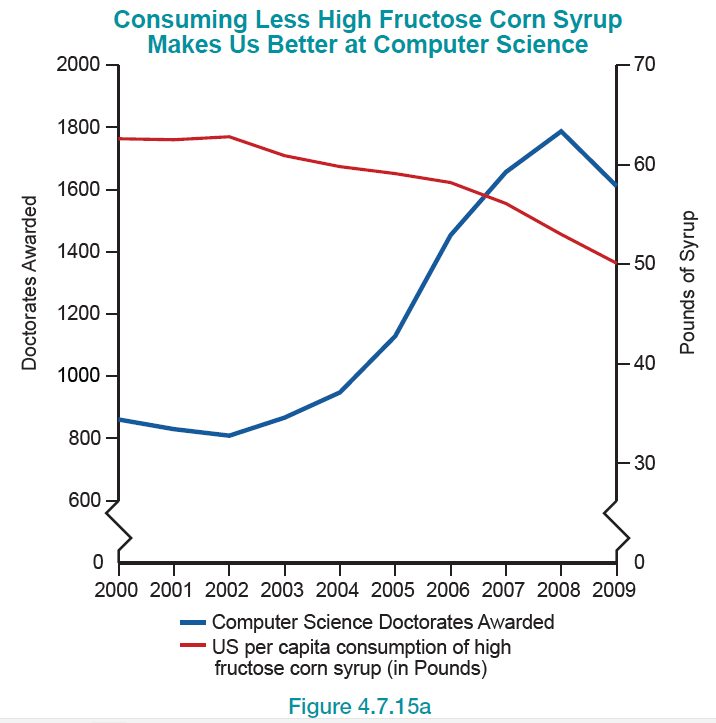 Consuming Less High Fructose Corn Syrup
Makes Us Better at Computer Science
2000
1800
1600
1400
1200
1000
800
600
0
Doctorates Awarded
70
60
50
40
30
0
Pounds of Syrup
2000 2001 2002 2003 2004 2005 2006 2007 2008 2009
Computer Science Doctorates Awarded
US per capita consumption of high
fructose corn syrup (in Pounds)
Figure 4.7.15a